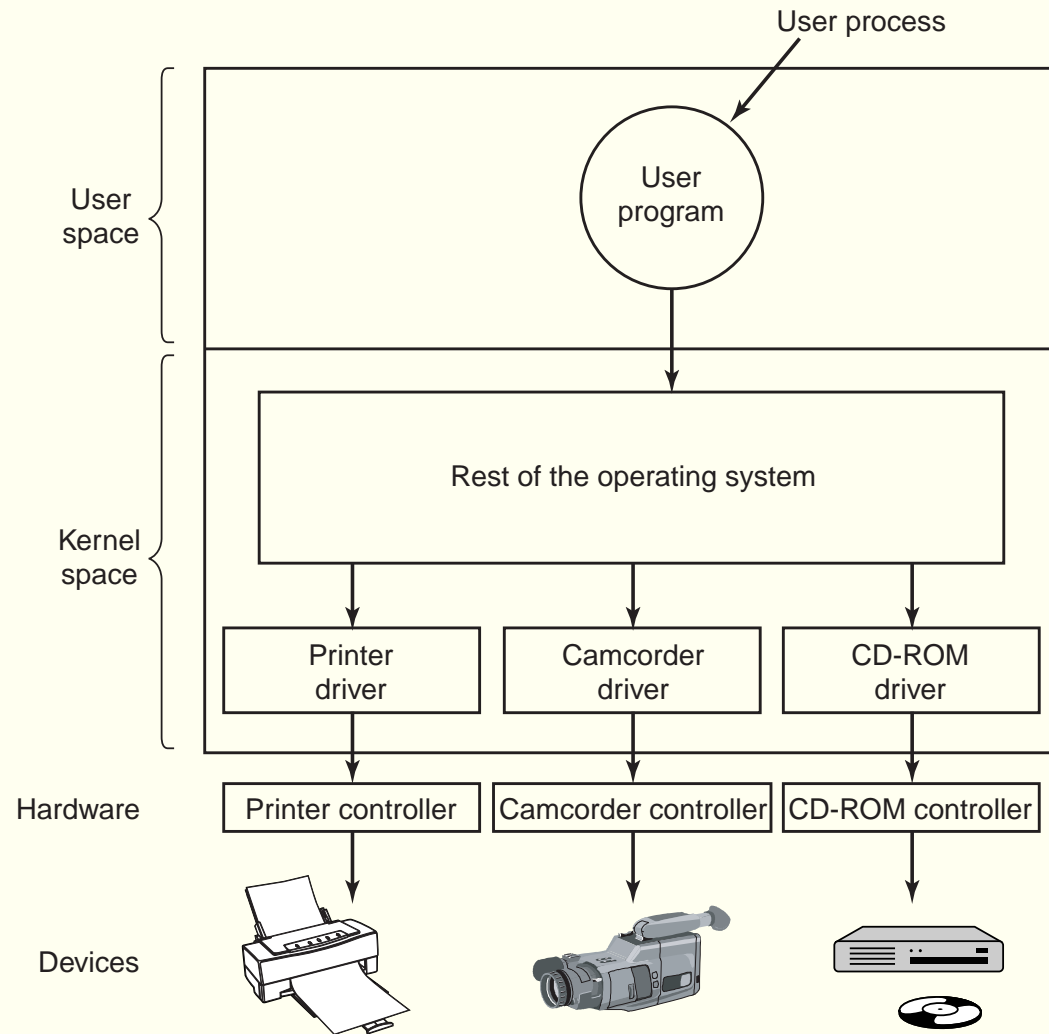 User process
User
program
User
space
Rest of the operating system
Kernel
space
Printer
driver
Camcorder
driver
CD-ROM
driver
Hardware
Printer controller
Camcorder controller
CD-ROM controller
Devices